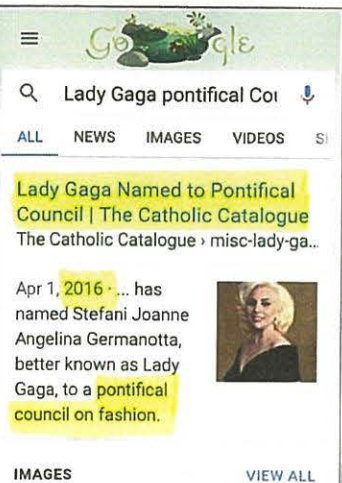 Google
Lady Gaga pontifical Cou
ALL NEWS IMAGES VIDEOS S
Lady Gaga Named to Pontifical
Council | The Catholic Catalogue
The Catholic Catalogue › misc-lady-ga...
Apr 1, 2016 · ... has
named Stefani Joanne
Angelina Germanotta,
better known as Lady
Gaga, to a pontifical
council on fashion.
IMAGES VIEW ALL